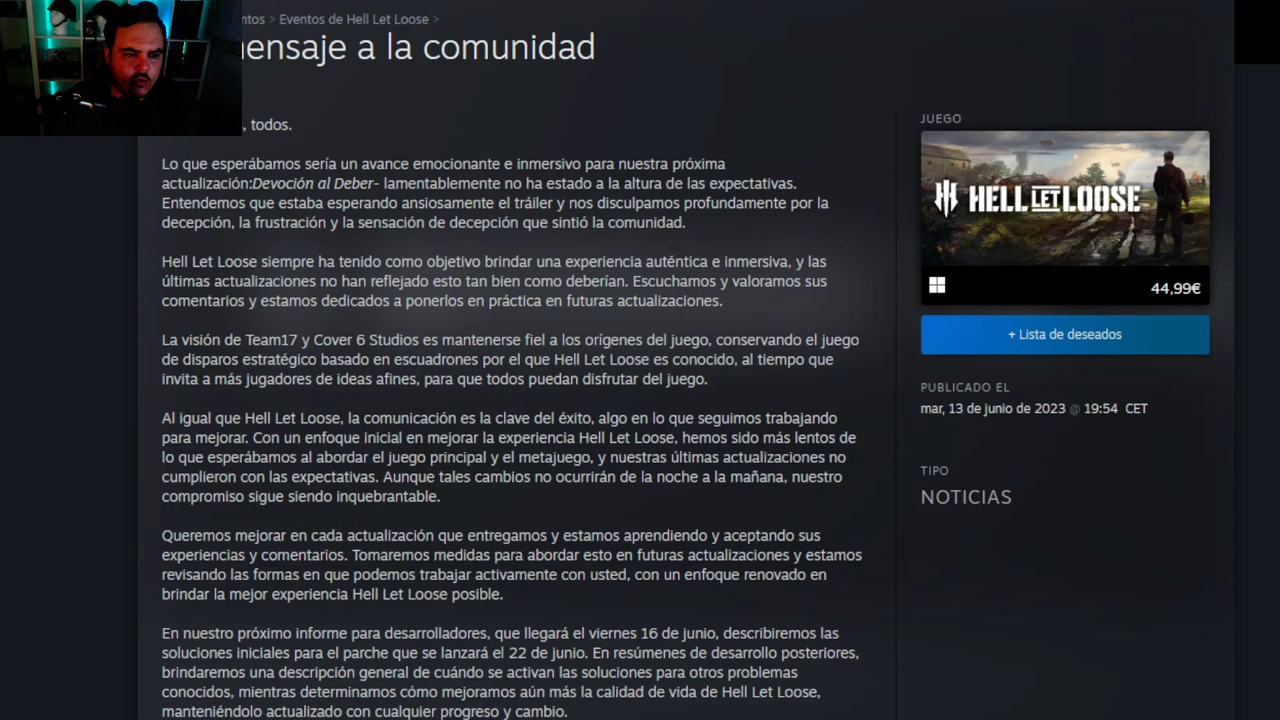 ntos > Eventos de Hell Let Loose >
ensaje a la comunidad
, todos.
Lo que esperábamos sería un avance emocionante e inmersivo para nuestra próxima
actualización:Devoción al Deber- lamentablemente no ha estado a la altura de las expectativas.
Entendemos que estaba esperando ansiosamente el tráiler y nos disculpamos profundamente por la
decepción, la frustración y la sensación de decepción que sintió la comunidad.
Hell Let Loose siempre ha tenido como objetivo brindar una experiencia auténtica e inmersiva, y las
últimas actualizaciones no han reflejado esto tan bien como deberían. Escuchamos y valoramos sus
comentarios y estamos dedicados a ponerlos en práctica en futuras actualizaciones.
La visión de Team17 y Cover 6 Studios es mantenerse fiel a los orígenes del juego, conservando el juego
de disparos estratégico basado en escuadrones por el que Hell Let Loose es conocido, al tiempo que
invita a más jugadores de ideas afines, para que todos puedan disfrutar del juego.
Al igual que Hell Let Loose, la comunicación es la clave del éxito, algo en lo que seguimos trabajando
para mejorar. Con un enfoque inicial en mejorar la experiencia Hell Let Loose, hemos sido más lentos de
lo que esperábamos al abordar el juego principal y el metajuego, y nuestras últimas actualizaciones no
cumplieron con las expectativas. Aunque tales cambios no ocurrirán de la noche a la mañana, nuestro
compromiso sigue siendo inquebrantable.
Queremos mejorar en cada actualización que entregamos y estamos aprendiendo y aceptando sus
experiencias y comentarios. Tomaremos medidas para abordar esto en futuras actualizaciones y estamos
revisando las formas en que podemos trabajar activamente con usted, con un enfoque renovado en
brindar la mejor experiencia Hell Let Loose posible.
En nuestro próximo informe para desarrolladores, que llegará el viernes 16 de junio, describiremos las
soluciones iniciales para el parche que se lanzará el 22 de junio. En resúmenes de desarrollo posteriores,
brindaremos una descripción general de cuándo se activan las soluciones para otros problemas
conocidos, mientras determinamos cómo mejoramos aún más la calidad de vida de Hell Let Loose,
manteniéndolo actualizado con cualquier progreso y cambio.
JUEGO
HELL LET LOOSE
44,99€
+ Lista de deseados
PUBLICADO EL
mar, 13 de junio de 2023 @ 19:54 CET
TIPO
NOTICIAS